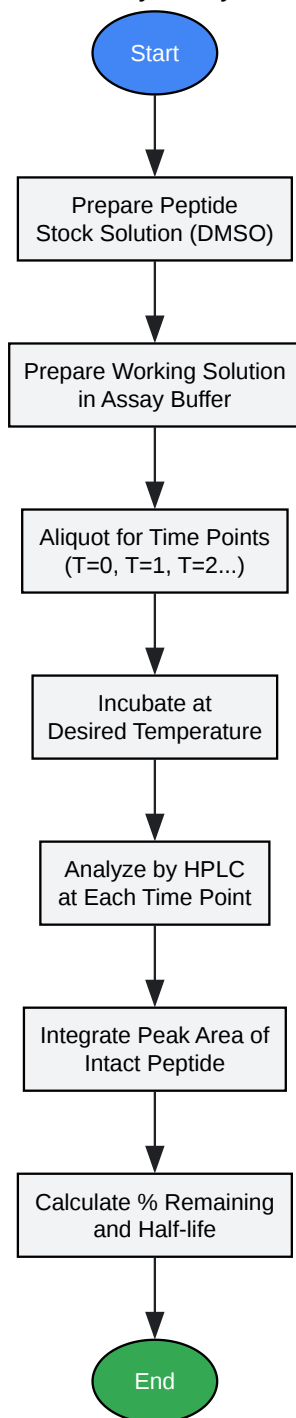 Start
Prepare Peptide
Stock Solution (DMSO)
Prepare Working Solution
in Assay Buffer
Aliquot for Time Points
(T=0, T=1, T=2...)
Incubate at
Desired Temperature
Analyze by HPLC
at Each Time Point
Integrate Peak Area of
Intact Peptide
Calculate % Remaining
and Half-life
End